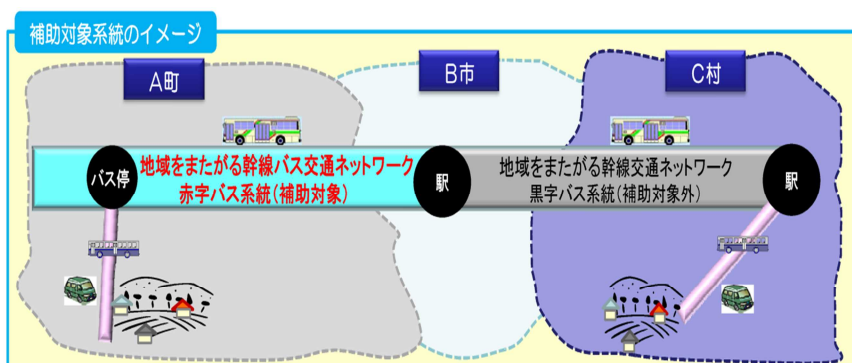 補助対象系統のイメージ
A町
B市
C村
バス停
地域をまたがる幹線バス交通ネットワーク
赤字バス系統(補助対象)
駅
地域をまたがる幹線交通ネットワーク
黒字バス系統(補助対象外)
駅